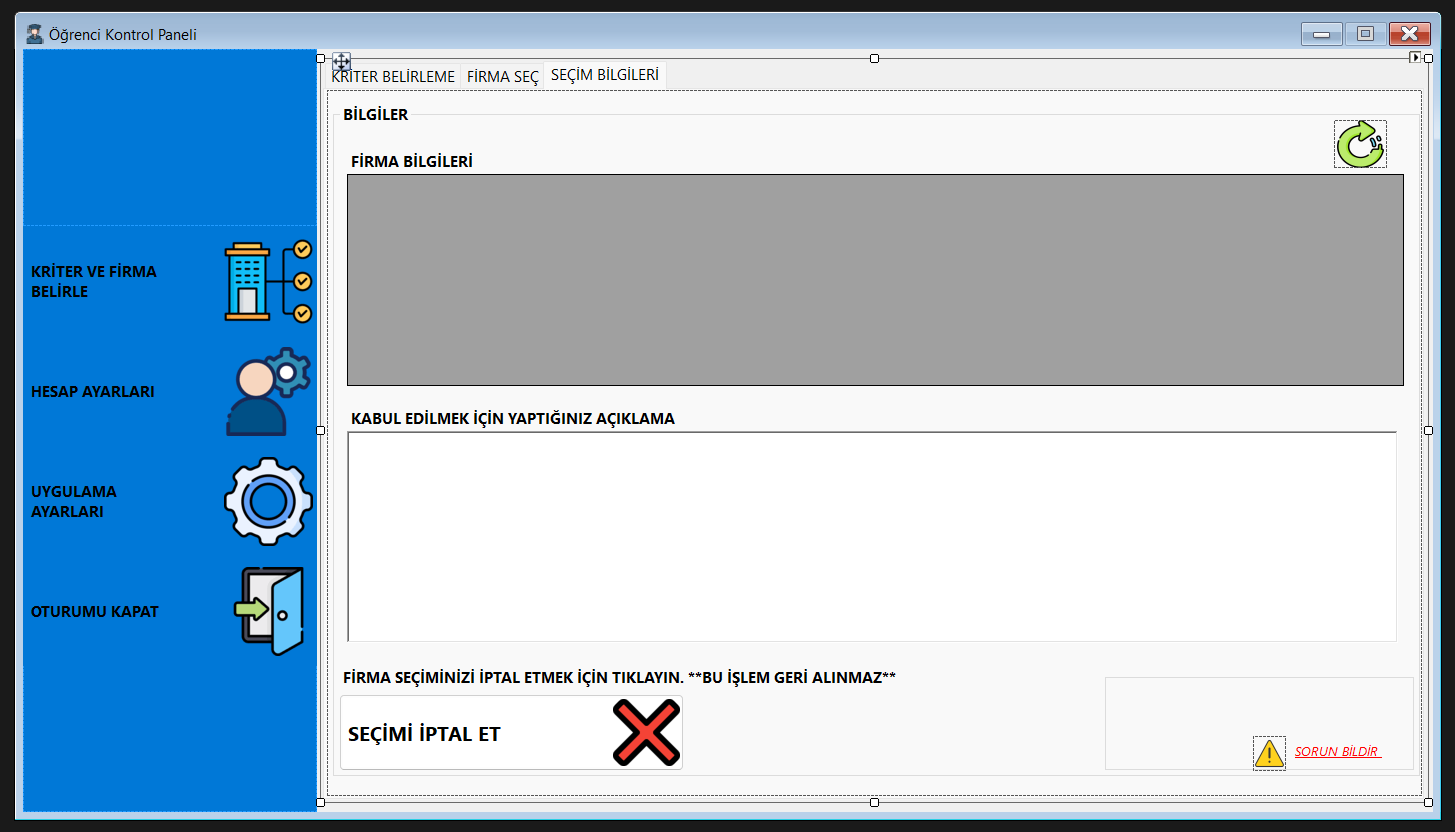 Öğrenci Kontrol Paneli
KRİTER BELİRLEME
FİRMA SEÇ
SEÇİM BİLGİLERİ
BİLGİLER
FİRMA BİLGİLERİ
KRİTER VE FİRMA
BELİRLE
HESAP AYARLARI
UYGULAMA
AYARLARI
OTURUMU KAPAT
KABUL EDİLMEK İÇİN YAPTIĞINIZ AÇIKLAMA
FİRMA SEÇİMİNİZİ İPTAL ETMEK İÇİN TIKLAYIN. **BU İŞLEM GERİ ALINMAZ**
SEÇİMİ İPTAL ET
SORUN BİLDİR